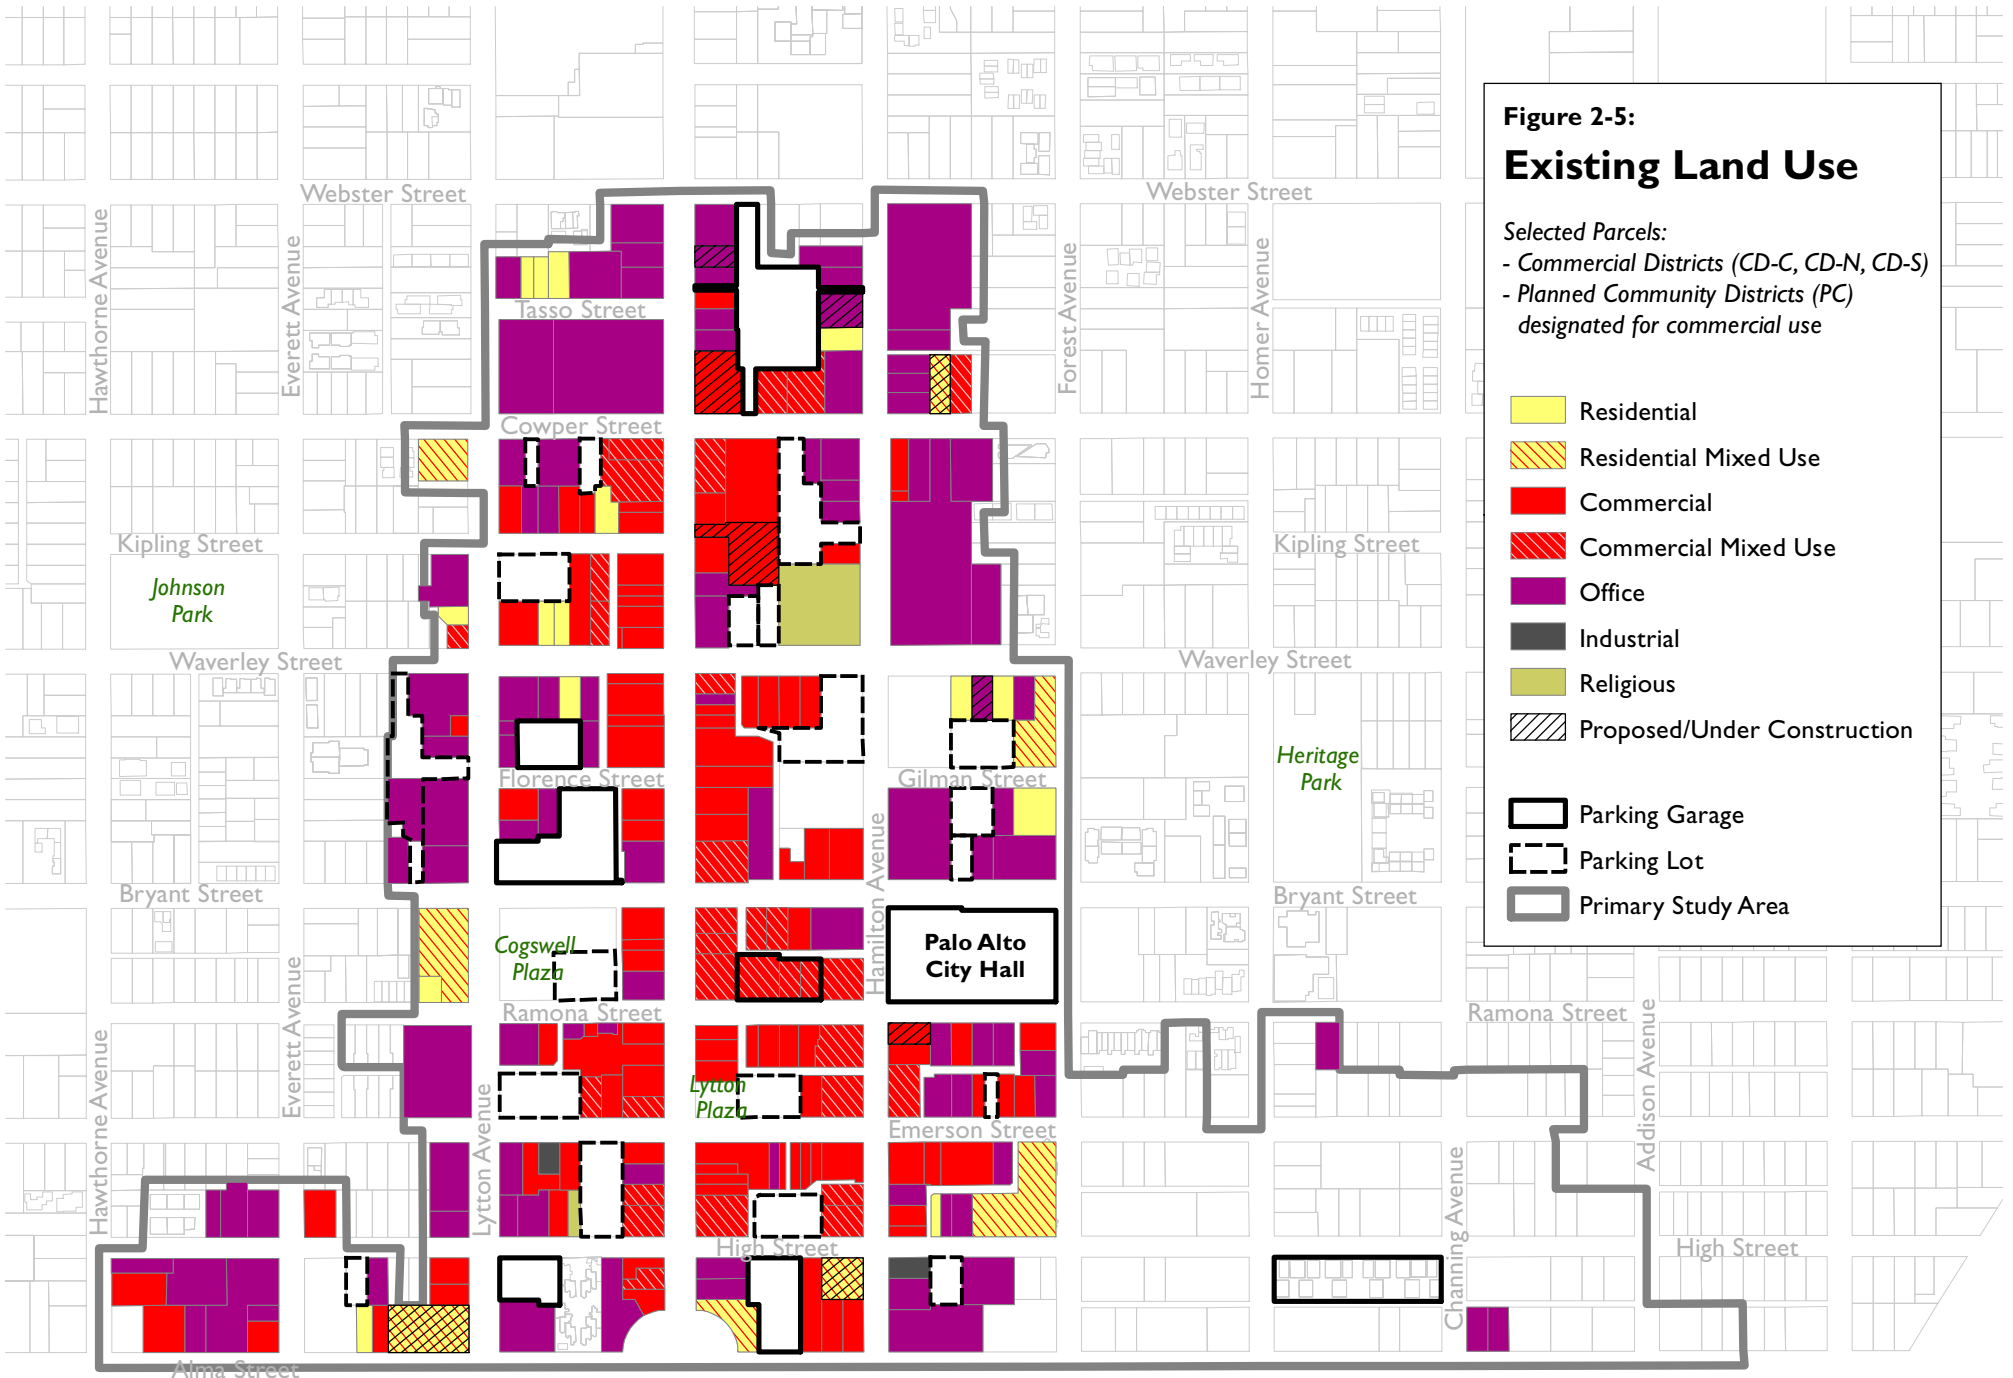 Figure 2-5:
Existing Land Use
Selected Parcels:
- Commercial Districts (CD-C, CD-N, CD-S)
- Planned Community Districts (PC)
designated for commercial use
Residential
Residential Mixed Use
Commercial
Commercial Mixed Use
Office
Industrial
Religious
Proposed/Under Construction
Parking Garage
Parking Lot
Primary Study Area
Webster Street
Webster Street
Hawthorne Avenue
Everett Avenue
Forest Avenue
Homer Avenue
Tasso Street
Cowper Street
Kipling Street
Kipling Street
Johnson
Park
Waverley Street
Waverley Street
Heritage
Park
Florence Street
Gilman Street
Hamilton Avenue
Bryant Street
Bryant Street
Cogswell
Plaza
Palo Alto
City Hall
Everett Avenue
Ramona Street
Ramona Street
Hawthorne Avenue
Addison Avenue
Lytton
Plaza
Lytton Avenue
Emerson Street
Channing Avenue
High Street
High Street
Alma Street